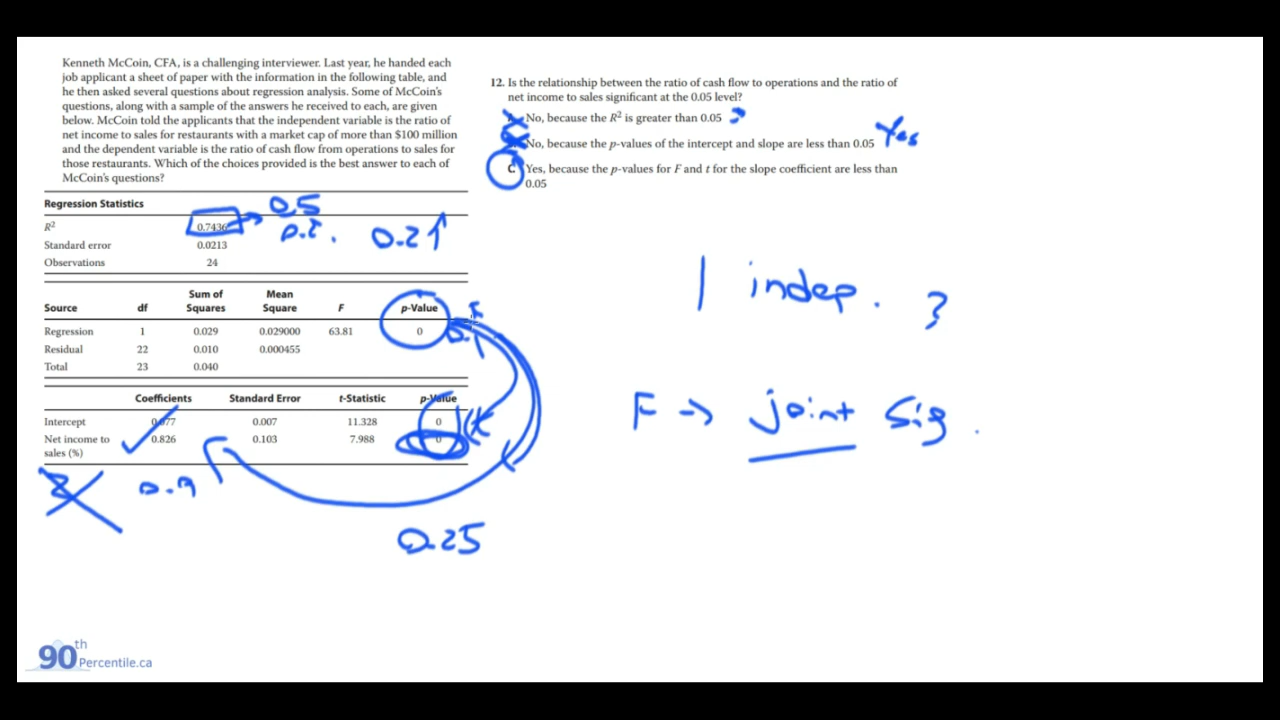 Kenneth McCoin, CFA, is a challenging interviewer. Last year, he handed each
job applicant a sheet of paper with the information in the following table, and
he then asked several questions about regression analysis. Some of McCoin's
questions, along with a sample of the answers he received to each, are given
below. McCoin told the applicants that the independent variable is the ratio of
net income to sales for restaurants with a market cap of more than $100 million
and the dependent variable is the ratio of cash flow from operations to sales for
those restaurants. Which of the choices provided is the best answer to each of
McCoin's questions?
Regression Statistics
R² 0.7436
Standard error 0.0213
Observations 24
0.5
0.2↑
Source df Sum of Squares Mean Square F p-Value
Regression 1 0.029 0.029000 63.81 0
Residual 22 0.010 0.000455
Total 23 0.040
Coefficients Standard Error t-Statistic p-Value
Intercept 0.077 0.007 11.328 0
Net income to 0.826 0.103 7.988 0
sales (%)
0.9
0.25
12. Is the relationship between the ratio of cash flow to operations and the ratio of
net income to sales significant at the 0.05 level?
No, because the R² is greater than 0.05
No, because the p-values of the intercept and slope are less than 0.05 Yes
C. Yes, because the p-values for F and t for the slope coefficient are less than
0.05
1 indep. ?
F → joint sig.
90th
Percentile.ca